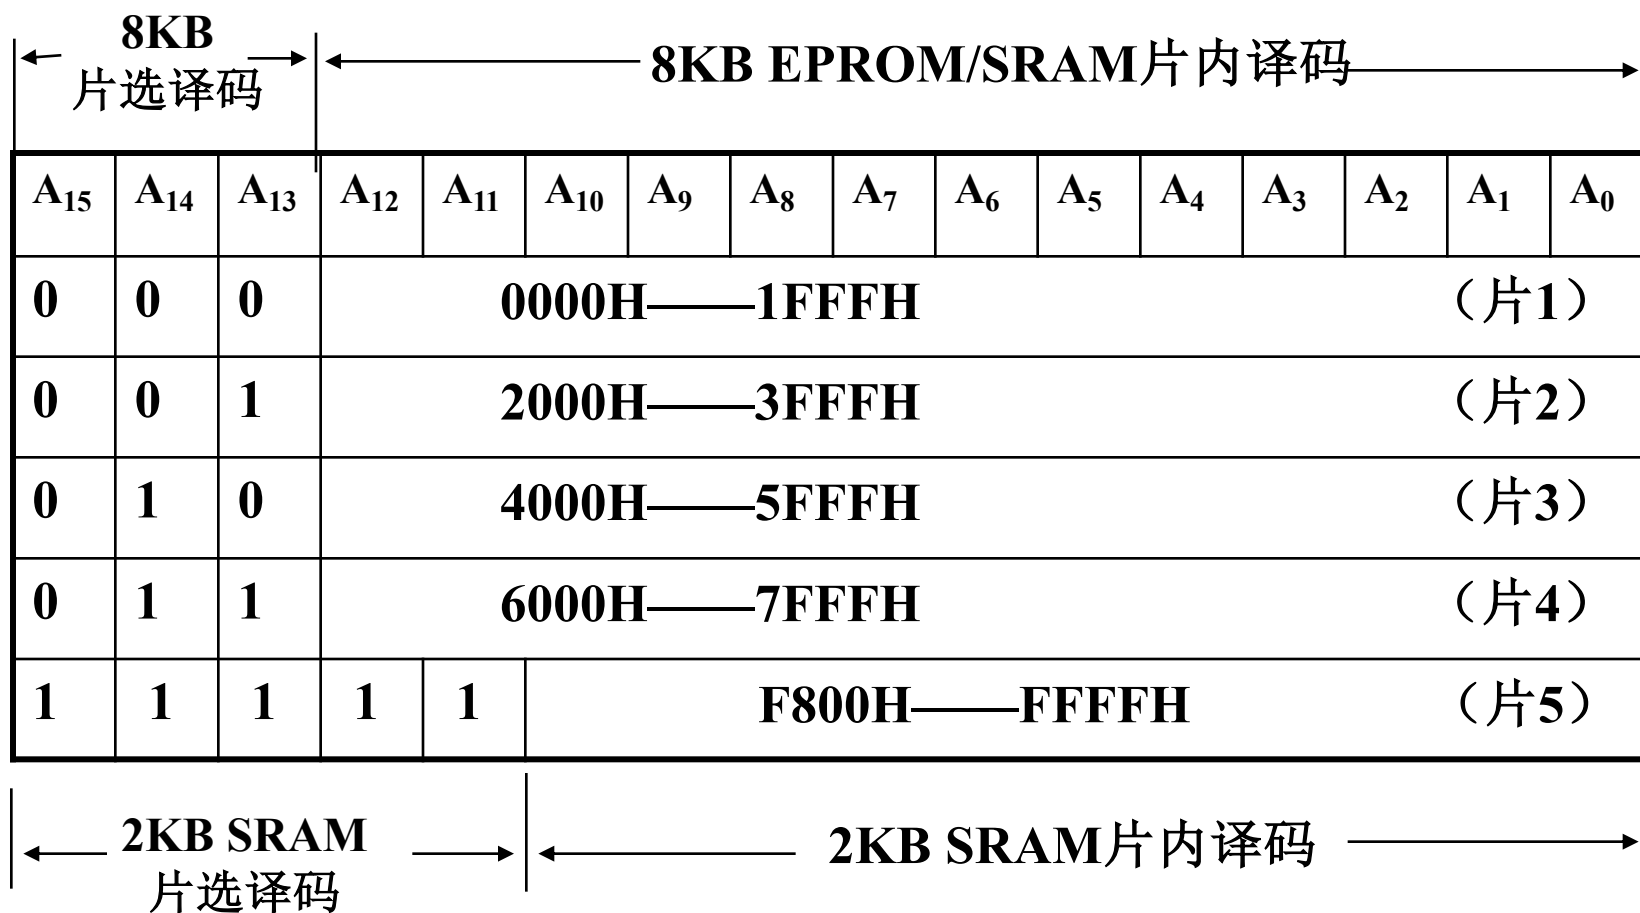 8KB
片选译码
8KB EPROM/SRAM片内译码
A15 A14 A13 A12 A11 A10 A9 A8 A7 A6 A5 A4 A3 A2 A1 A0
0 0 0 0000H——1FFFH （片1）
0 0 1 2000H——3FFFH （片2）
0 1 0 4000H——5FFFH （片3）
0 1 1 6000H——7FFFH （片4）
1 1 1 1 1 F800H——FFFFH （片5）
2KB SRAM
片选译码
2KB SRAM片内译码